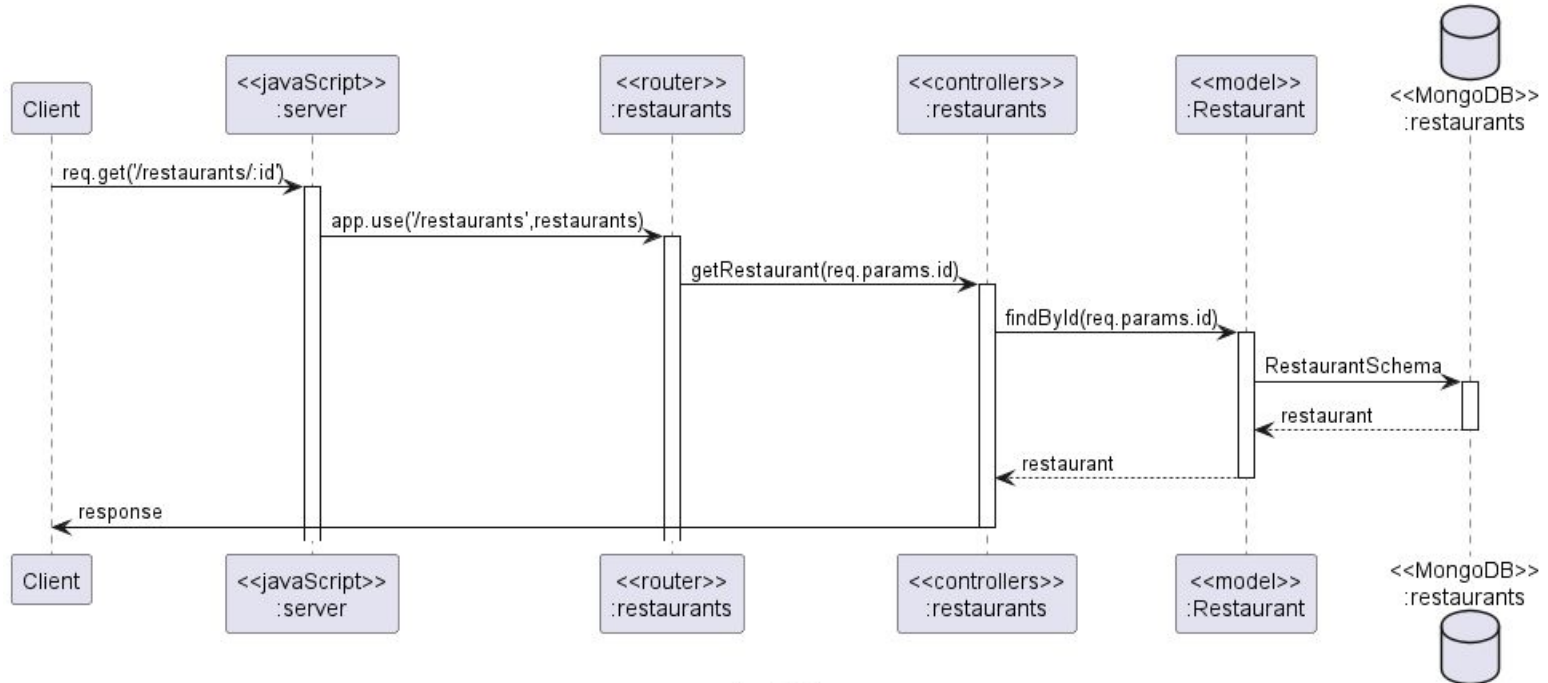 Client
<<javaScript>>
:server
<<router>>
:restaurants
<<controllers>>
:restaurants
<<model>>
:Restaurant
<<MongoDB>>
:restaurants
req.get('/restaurants/:id')
app.use('/restaurants',restaurants)
getRestaurant(req.params.id)
findById(req.params.id)
RestaurantSchema
restaurant
restaurant
response
Client
<<javaScript>>
:server
<<router>>
:restaurants
<<controllers>>
:restaurants
<<model>>
:Restaurant
<<MongoDB>>
:restaurants